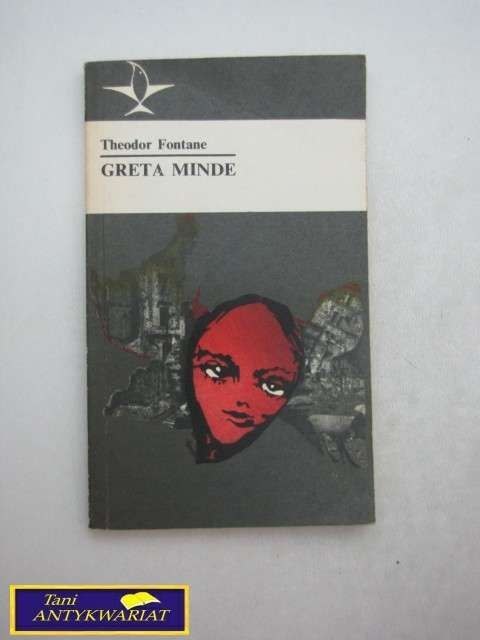 Theodor Fontane
GRETA MINDE
Tani
ANTYKWARIAT